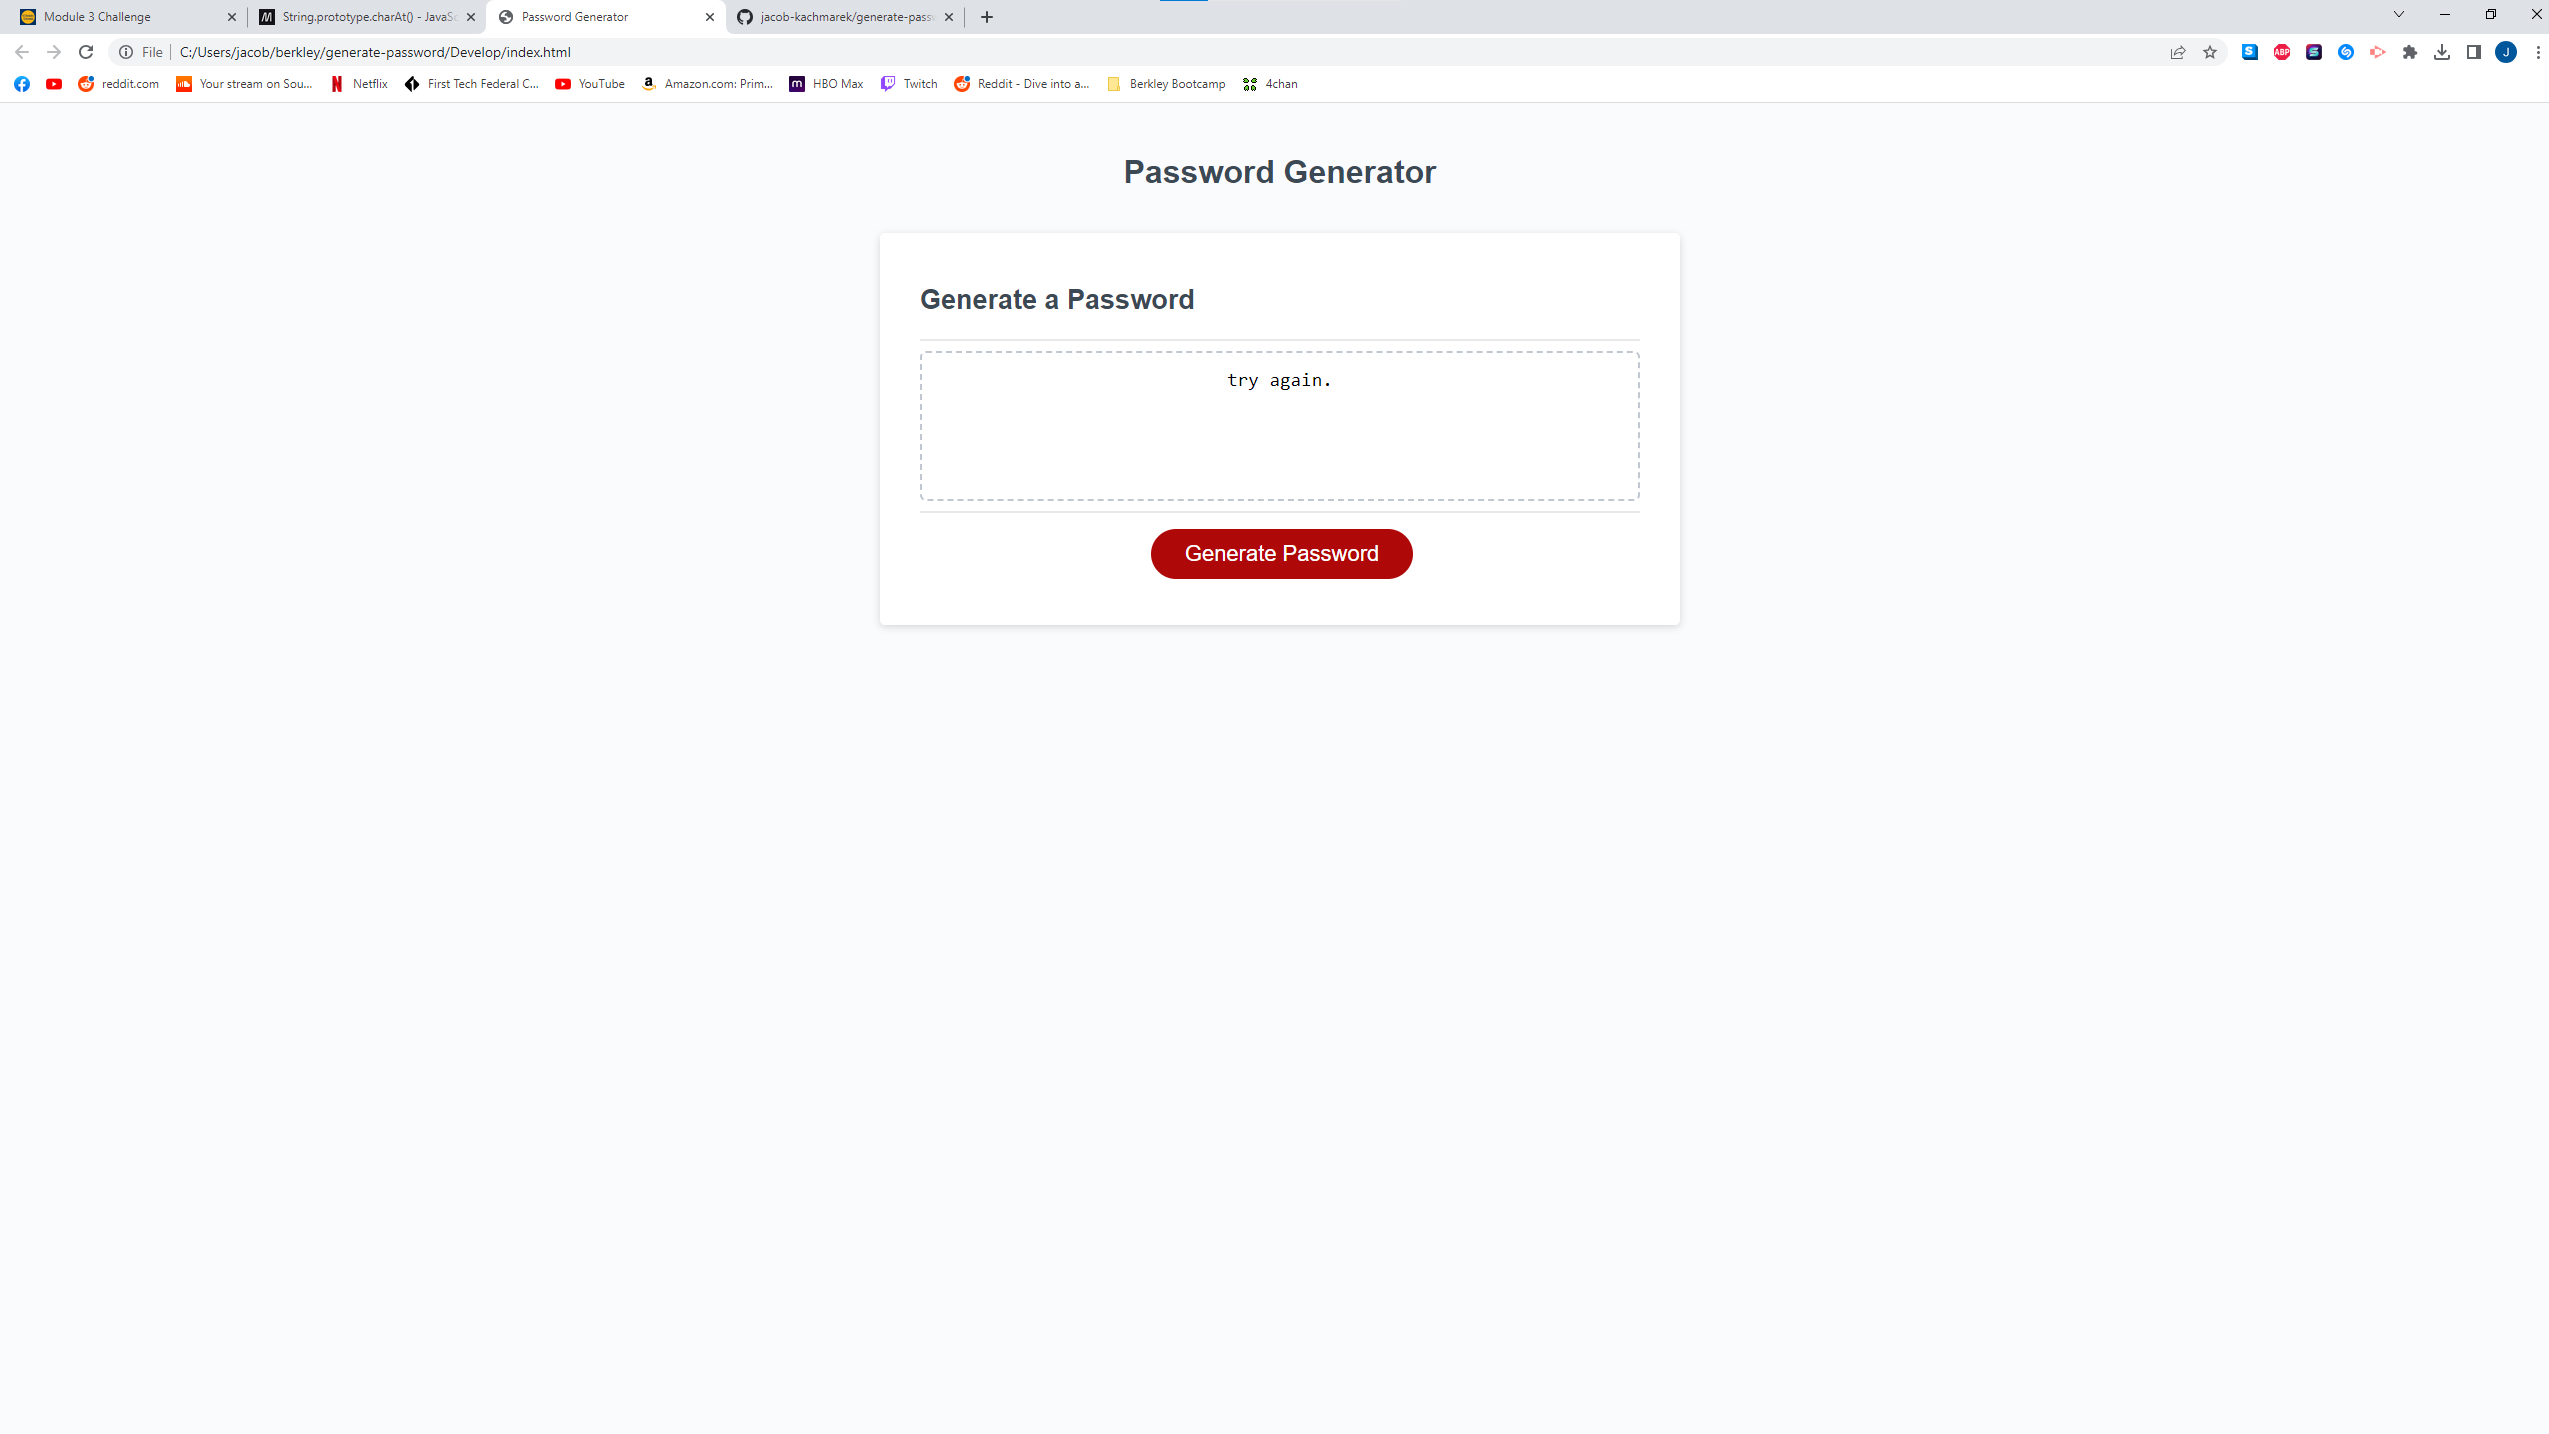 Module 3 Challenge
String.prototype.charAt() - JavaSc
Password Generator
jacob-kachmarek/generate-pass
File
C:/Users/jacob/berkley/generate-password/Develop/index.html
ABP
J
reddit.com
Your stream on Sou...
Netflix
First Tech Federal C...
YouTube
Amazon.com: Prim...
HBO Max
Twitch
Reddit - Dive into a...
Berkley Bootcamp
4chan
Password Generator
Generate a Password
try again.
Generate Password